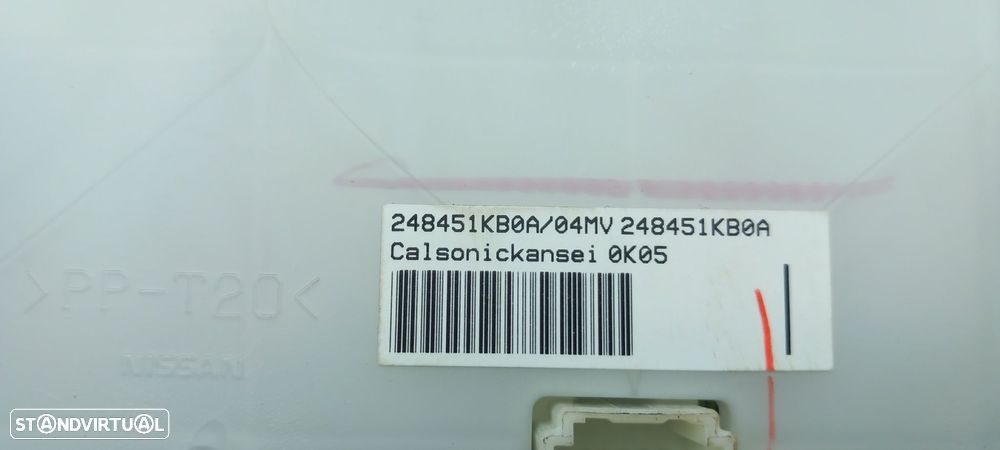 248451KB0A/04MV 248451KB0A
Calsonickansei 0K05
>PP-T20<
NISSAN
STANDVIRTUAL